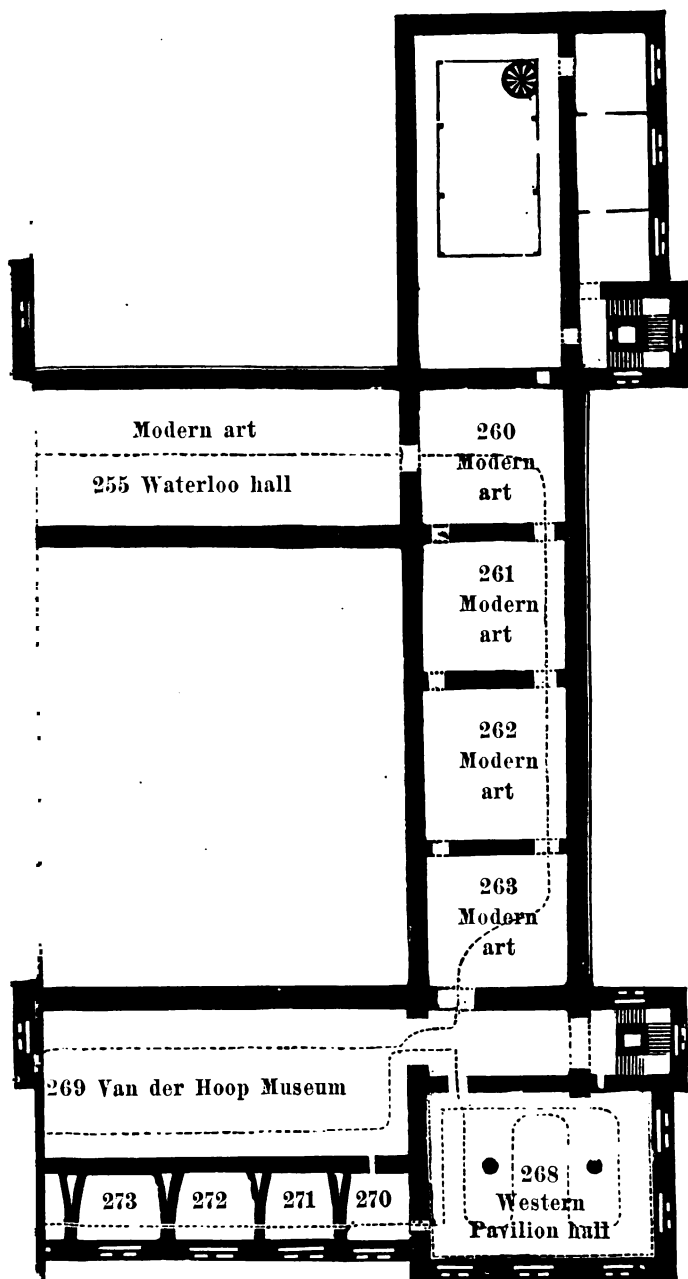 Modern art
255 Waterloo hall
260
Modern
art
261
Modern
art
262
Modern
art
263
Modern
art
269 Van der Hoop Museum
273
272
271
270
268
Western
Pavilion hall